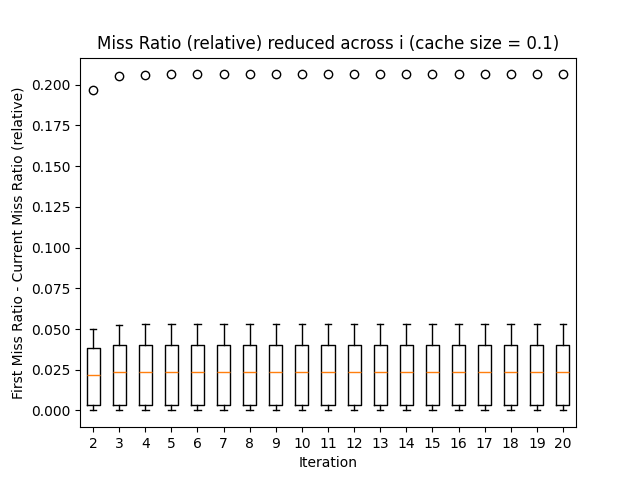 Miss Ratio (relative) reduced across i (cache size = 0.1)
First Miss Ratio - Current Miss Ratio (relative)
0.200
0.175
0.150
0.125
0.100
0.075
0.050
0.025
0.000
2 3 4 5 6 7 8 9 10 11 12 13 14 15 16 17 18 19 20
Iteration